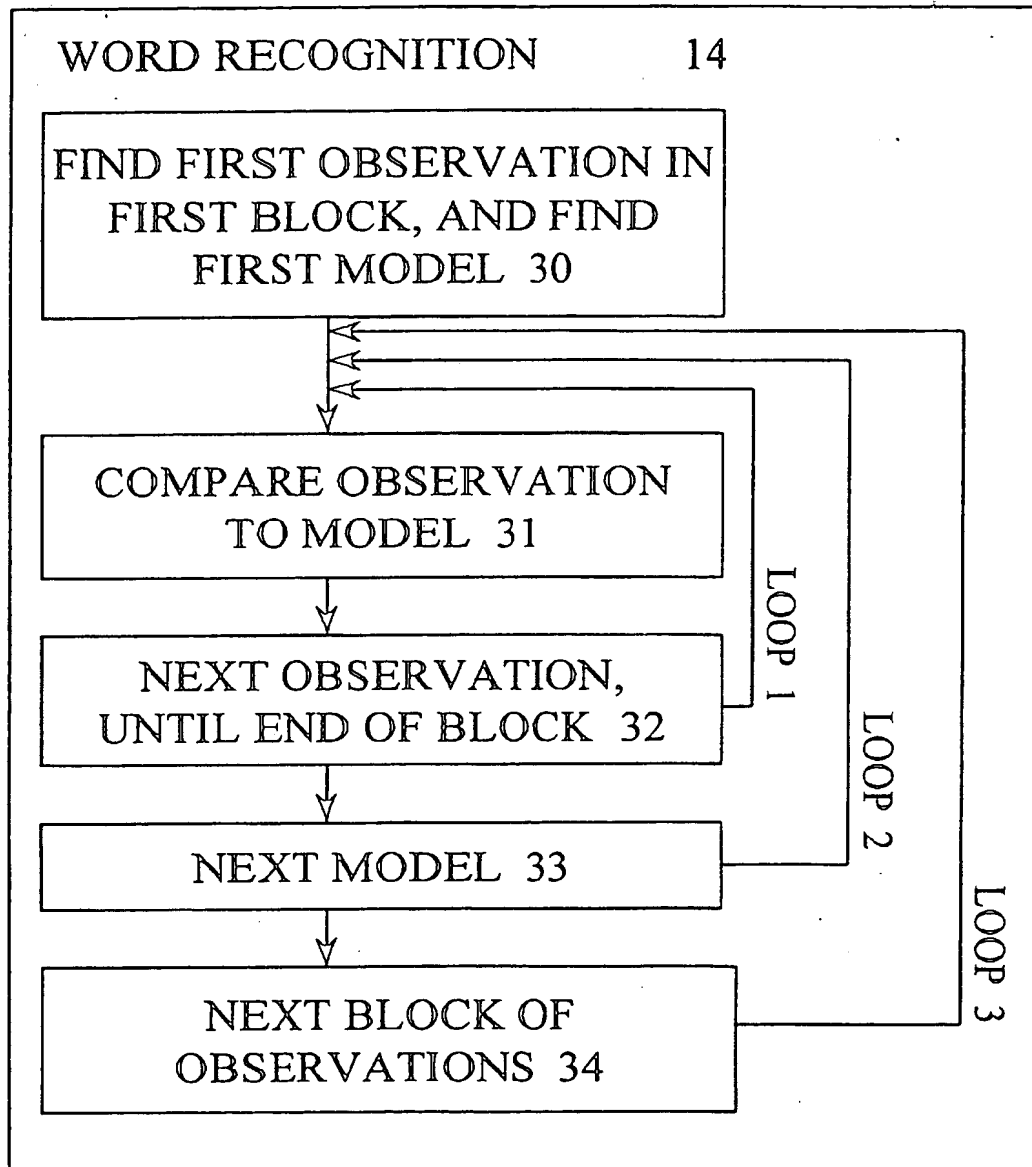 WORD RECOGNITION 14
FIND FIRST OBSERVATION IN
FIRST BLOCK, AND FIND
FIRST MODEL 30
COMPARE OBSERVATION
TO MODEL 31
NEXT OBSERVATION,
UNTIL END OF BLOCK 32
LOOP 1
NEXT MODEL 33
LOOP 2
NEXT BLOCK OF
OBSERVATIONS 34
LOOP 3